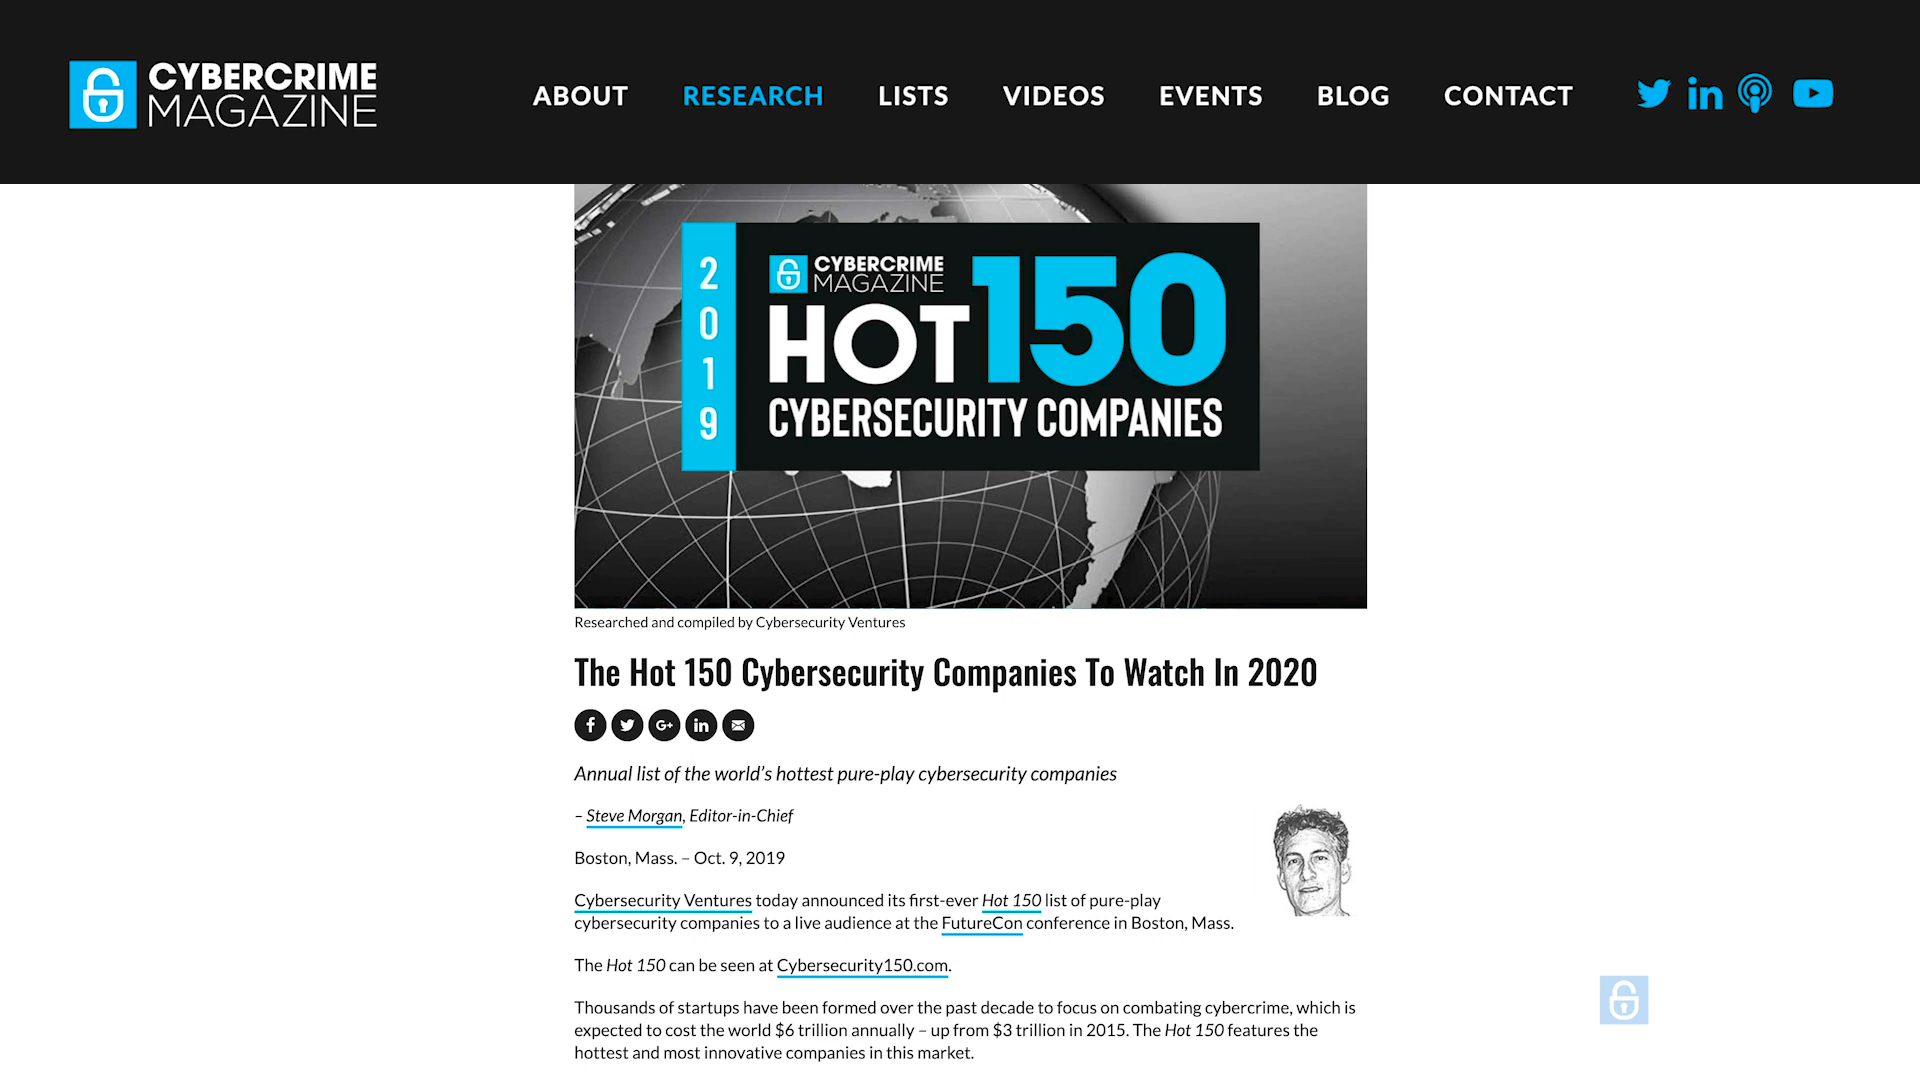 CYBERCRIME
MAGAZINE
ABOUT RESEARCH LISTS VIDEOS EVENTS BLOG CONTACT
2019
CYBERCRIME
MAGAZINE
HOT 150
CYBERSECURITY COMPANIES
Researched and compiled by Cybersecurity Ventures
The Hot 150 Cybersecurity Companies To Watch In 2020
Annual list of the world’s hottest pure-play cybersecurity companies
– Steve Morgan, Editor-in-Chief
Boston, Mass. – Oct. 9, 2019
Cybersecurity Ventures today announced its first-ever Hot 150 list of pure-play
cybersecurity companies to a live audience at the FutureCon conference in Boston, Mass.
The Hot 150 can be seen at Cybersecurity150.com.
Thousands of startups have been formed over the past decade to focus on combating cybercrime, which is
expected to cost the world $6 trillion annually – up from $3 trillion in 2015. The Hot 150 features the
hottest and most innovative companies in this market.